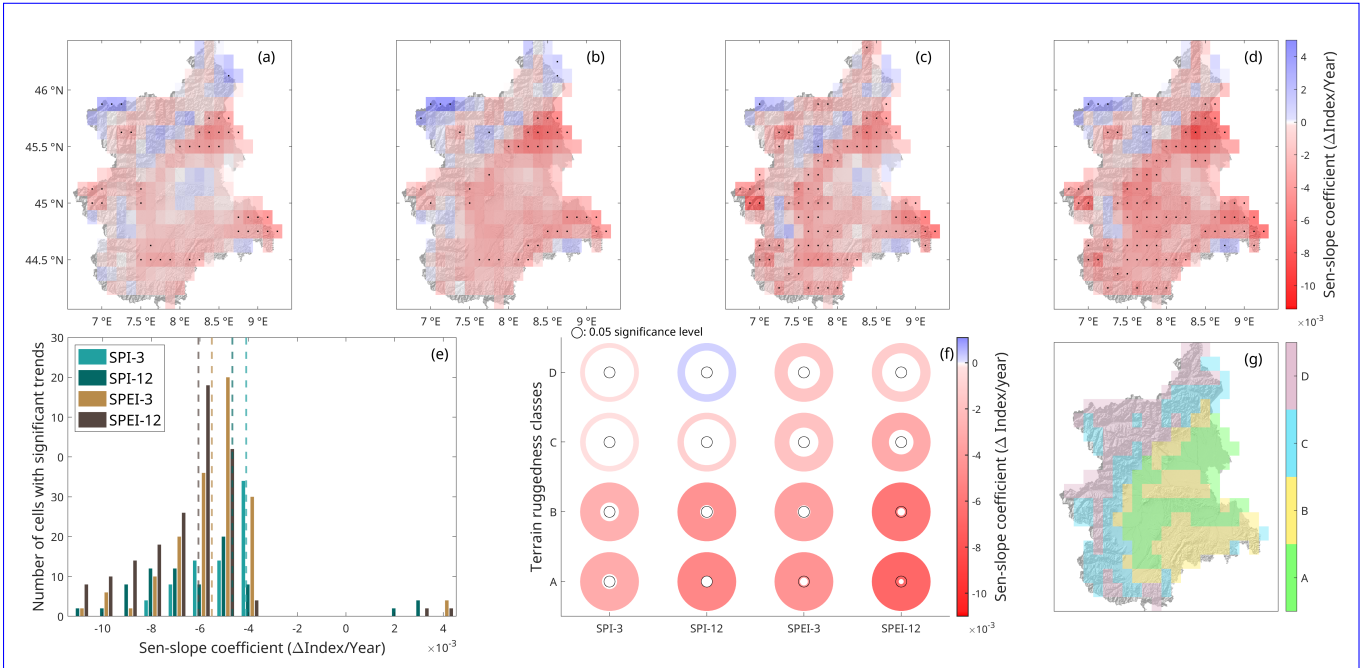 (a)
(b)
(c)
(d)
46 °N
45.5 °N
45 °N
44.5 °N
7 °E 7.5 °E 8 °E 8.5 °E 9 °E
7 °E 7.5 °E 8 °E 8.5 °E 9 °E
7 °E 7.5 °E 8 °E 8.5 °E 9 °E
7 °E 7.5 °E 8 °E 8.5 °E 9 °E
4
2
0
-2
-4
-6
-8
-10
×10⁻³
Sen-slope coefficient (ΔIndex/Year)
(e)
SPI-3
SPI-12
SPEI-3
SPEI-12
30
20
10
0
30
20
10
0
Number of cells with significant trends
-10 -8 -6 -4 -2 0 2 4
Sen-slope coefficient (ΔIndex/Year)
×10⁻³
◯: 0.05 significance level
(f)
D
C
B
A
Terrain ruggedness classes
SPI-3 SPI-12 SPEI-3 SPEI-12
0
-2
-4
-6
-8
-10
×10⁻³
Sen-slope coefficient (Δ Index/year)
(g)
D
C
B
A